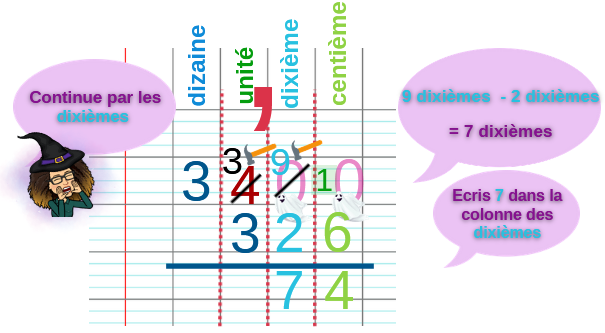 dizaine unité dixième centième
Continue par les
dixièmes
9 dixièmes - 2 dixièmes
= 7 dixièmes
Ecris 7 dans la
colonne des
dixièmes
,
3 9
3 4 0 1 0
3 2 6
7 4